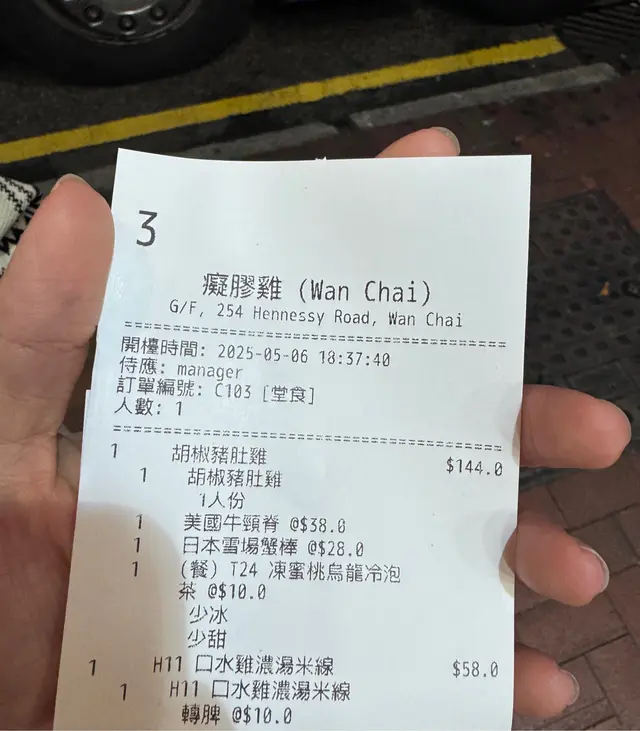 3
癡膠雞 (Wan Chai)
G/F, 254 Hennessy Road, Wan Chai
================================================
開檯時間: 2025-05-06 18:37:40
侍應: manager
訂單編號: C103 [堂食]
人數: 1
================================================
1 胡椒豬肚雞 $144.0
1 胡椒豬肚雞
1人份
1 美國牛頸脊 @$38.0
1 日本雪場蟹棒 @$28.0
1 (餐) T24 凍蜜桃烏龍冷泡
茶 @$10.0
少冰
少甜
1 H11 口水雞濃湯米線 $58.0
1 H11 口水雞濃湯米線
轉脾 @$10.0